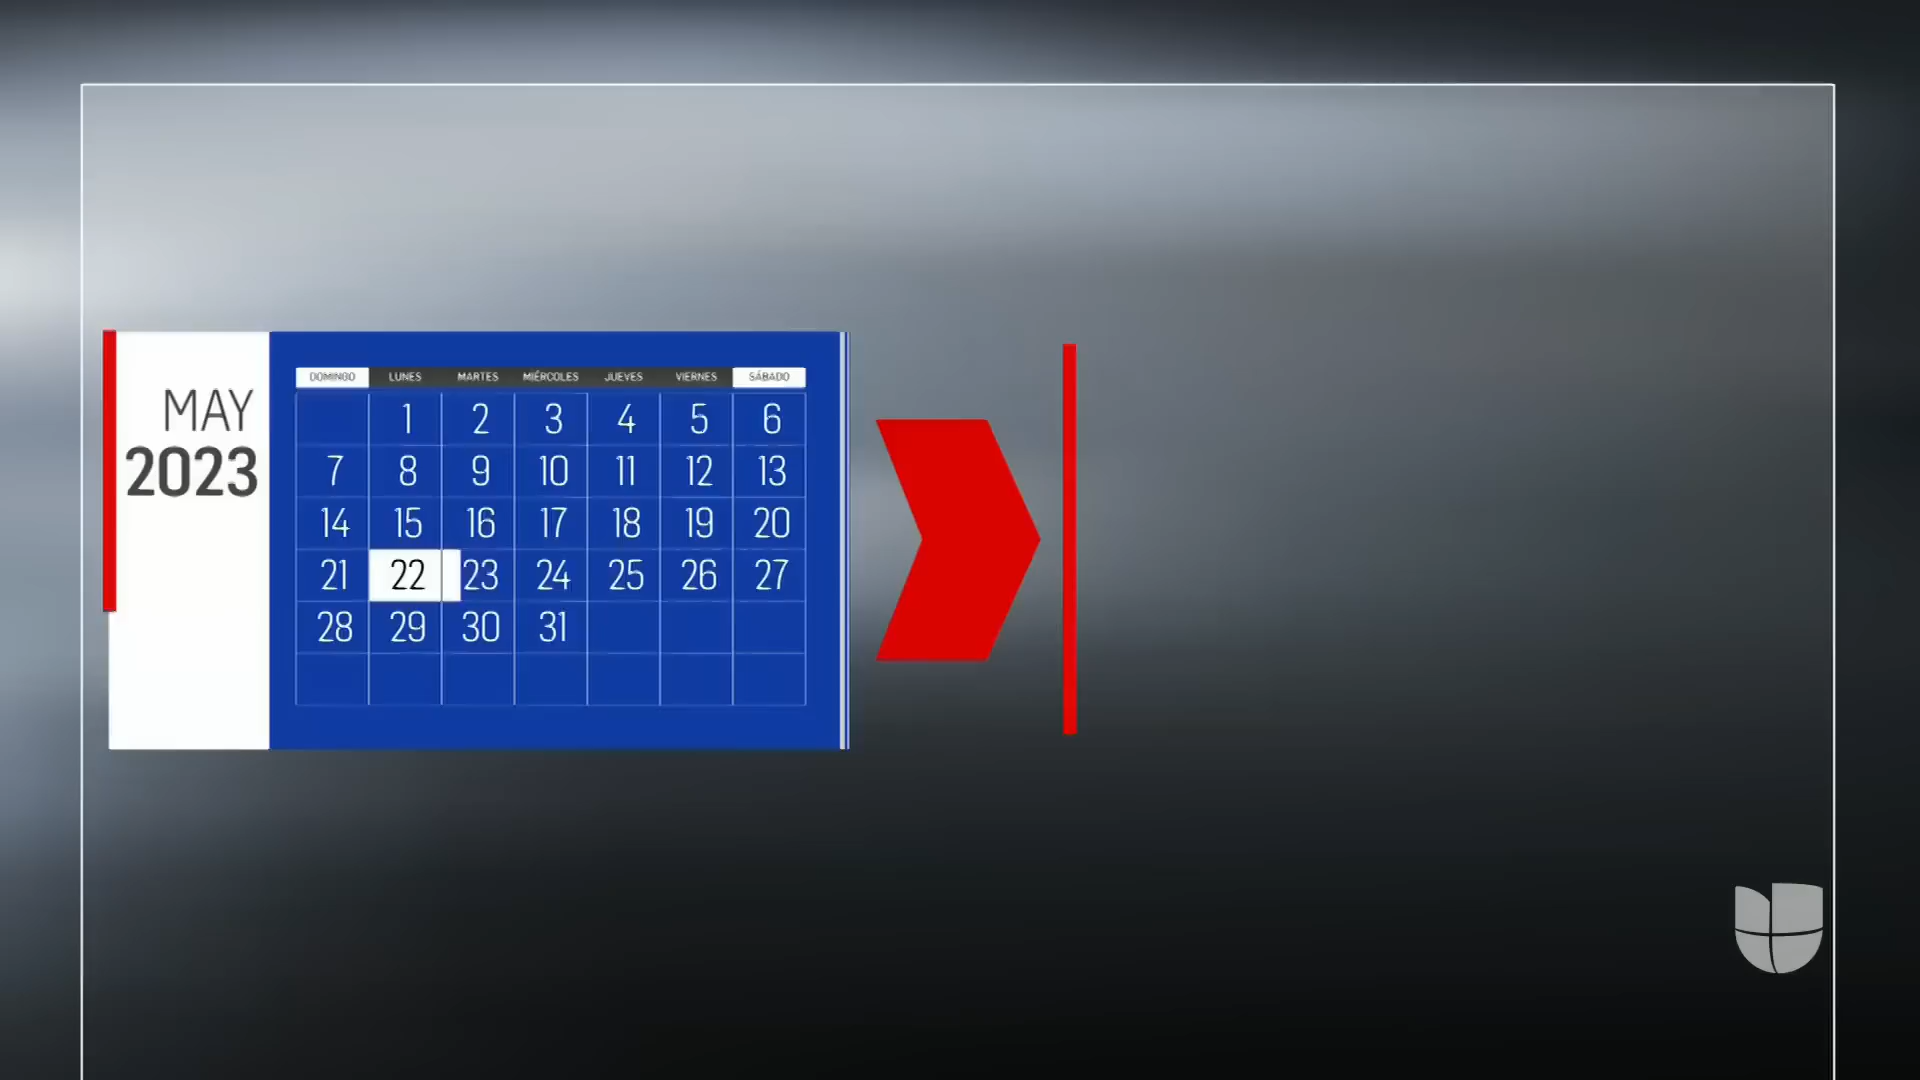 MAY
2023
DOMINGO LUNES MARTES MIÉRCOLES JUEVES VIERNES SÁBADO
1 2 3 4 5 6
7 8 9 10 11 12 13
14 15 16 17 18 19 20
21 22 23 24 25 26 27
28 29 30 31